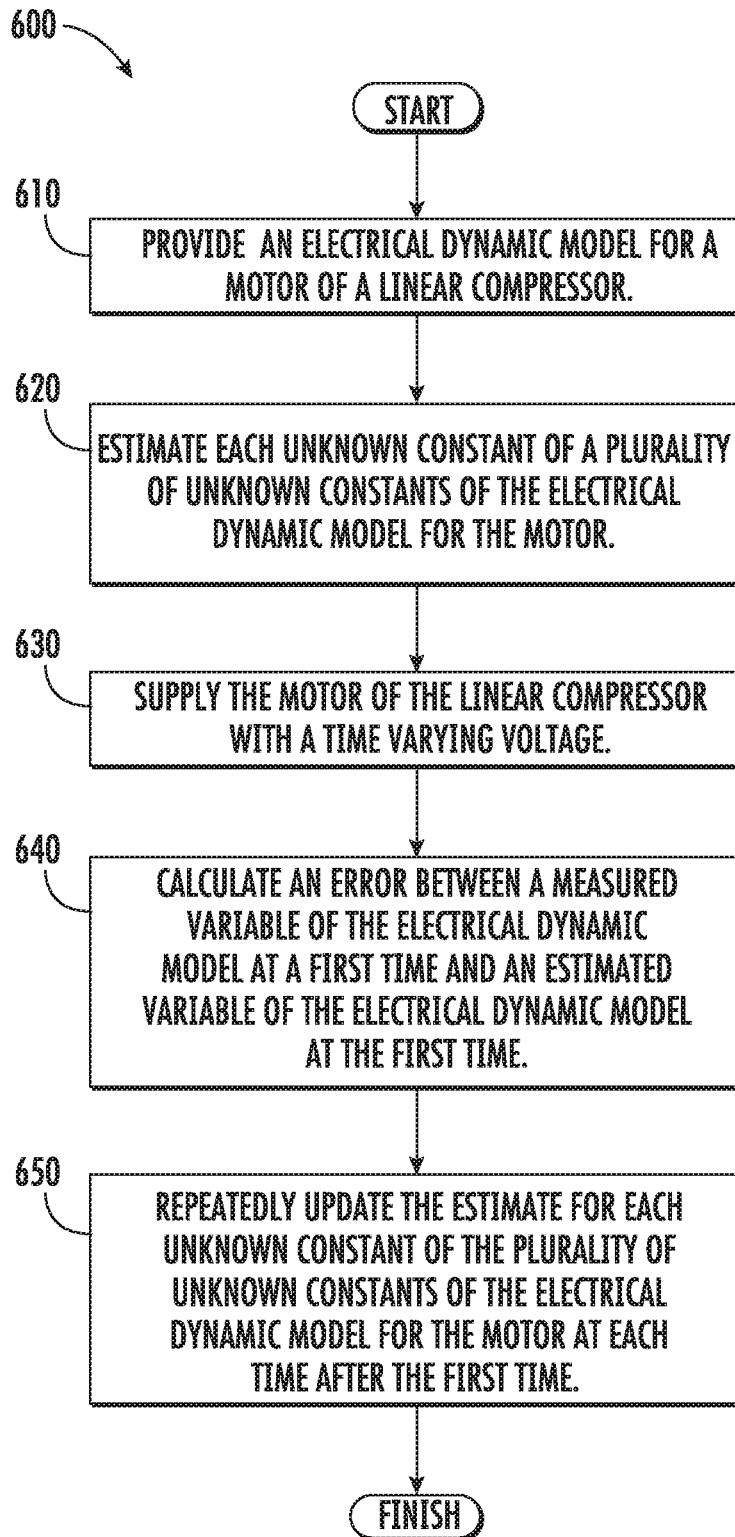 600
START
610
PROVIDE AN ELECTRICAL DYNAMIC MODEL FOR A
MOTOR OF A LINEAR COMPRESSOR.
620
ESTIMATE EACH UNKNOWN CONSTANT OF A PLURALITY
OF UNKNOWN CONSTANTS OF THE ELECTRICAL
DYNAMIC MODEL FOR THE MOTOR.
630
SUPPLY THE MOTOR OF THE LINEAR COMPRESSOR
WITH A TIME VARYING VOLTAGE.
640
CALCULATE AN ERROR BETWEEN A MEASURED
VARIABLE OF THE ELECTRICAL DYNAMIC
MODEL AT A FIRST TIME AND AN ESTIMATED
VARIABLE OF THE ELECTRICAL DYNAMIC MODEL
AT THE FIRST TIME.
650
REPEATEDLY UPDATE THE ESTIMATE FOR EACH
UNKNOWN CONSTANT OF THE PLURALITY OF
UNKNOWN CONSTANTS OF THE ELECTRICAL
DYNAMIC MODEL FOR THE MOTOR AT EACH
TIME AFTER THE FIRST TIME.
FINISH